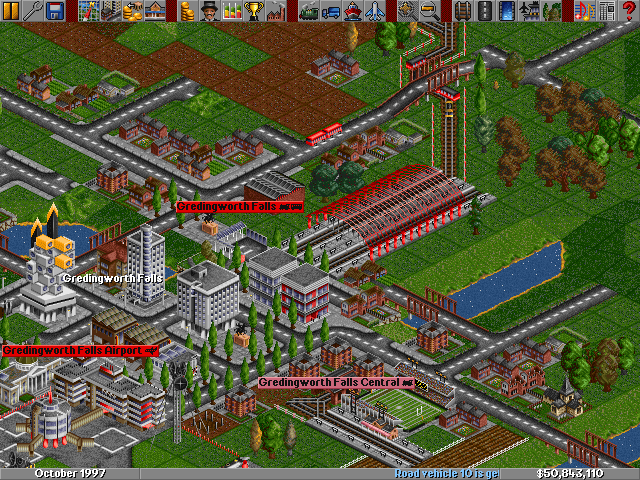 Gredingworth Falls
Gredingworth Falls
Gredingworth Falls Airport
Gredingworth Falls Central
October 1997
Road vehicle 10 is ge
$50,843,110